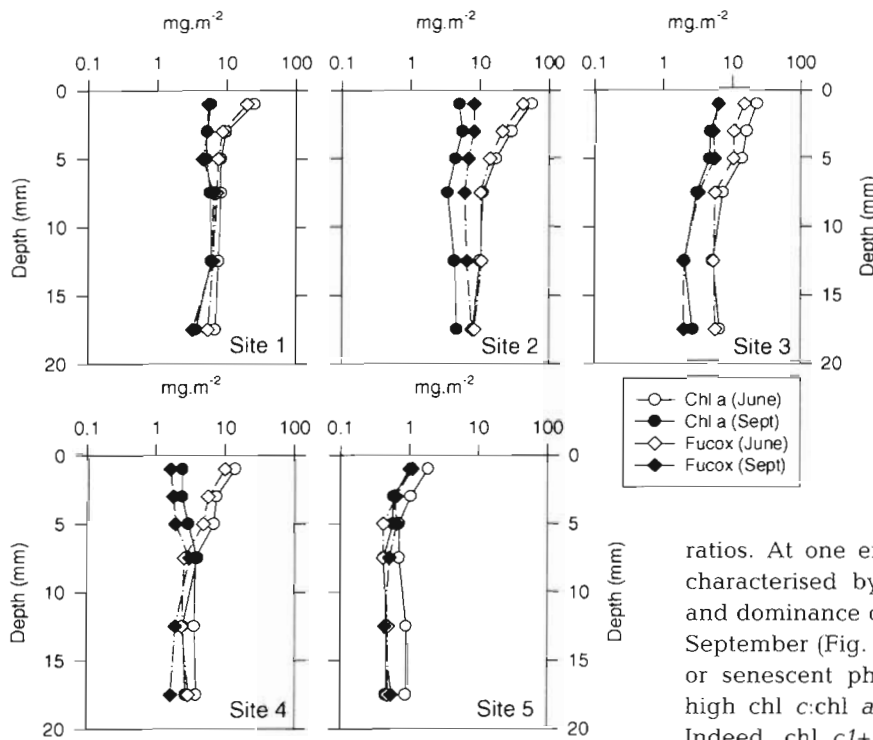 mg.m-2 mg.m-2 mg.m-2
0.1 1 10 100 0.1 1 10 100 0.1 1 10 100
Depth (mm)
0
5
10
15
20
Site 1
Depth (mm)
Site 2
0
5
10
15
20
Depth (mm)
Site 3
mg.m-2 mg.m-2
0.1 1 10 100 0.1 1 10 100
Depth (mm)
0
5
10
15
20
Site 4
0
5
10
15
20
Depth (mm)
Site 5
Chl a (June)
Chl a (Sept)
Fucox (June)
Fucox (Sept)
ratios. At one e
characterised by
and dominance
September (Fig.
or senescent ph
high chl c:chl a
Indeed, chl c1+